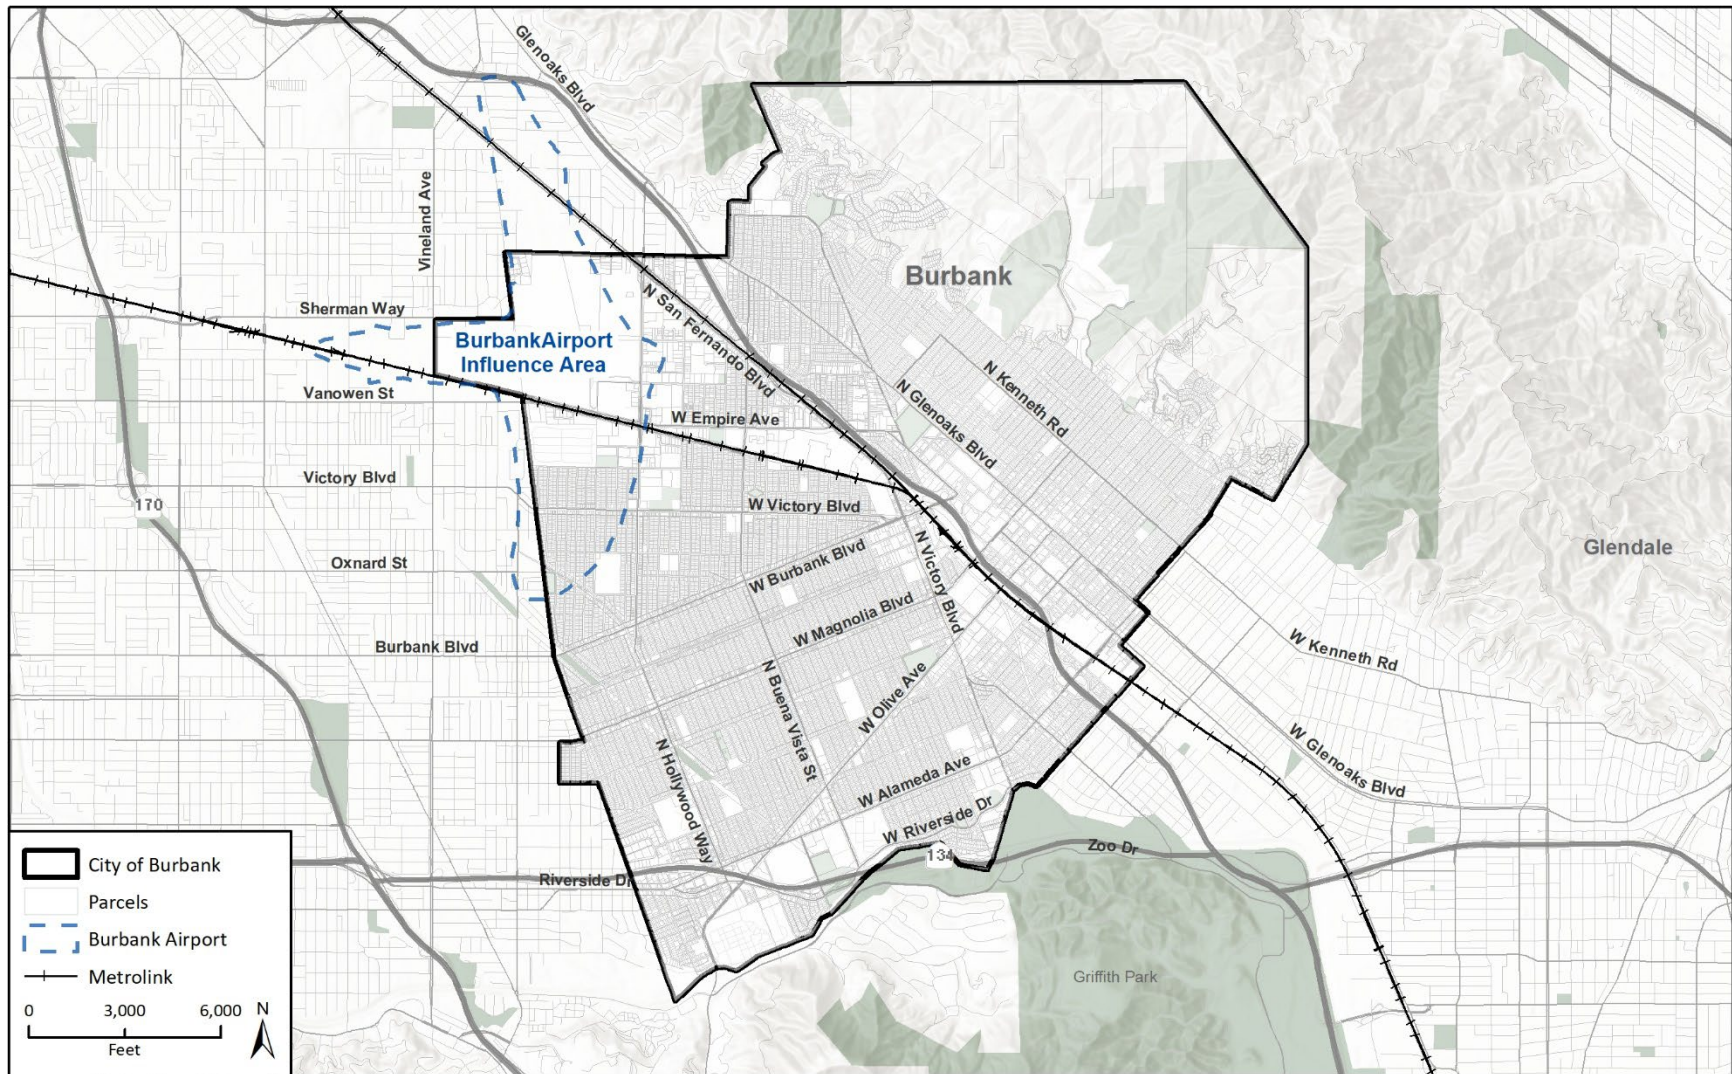 Glenoaks Blvd
Vineland Ave
Burbank
Sherman Way
N San Fernando Blvd
BurbankAirport
Influence Area
N Kenneth Rd
Vanowen St
N Glenoaks Blvd
W Empire Ave
Victory Blvd
170
W Victory Blvd
Glendale
Oxnard St
W Burbank Blvd
N Victory Blvd
W Magnolia Blvd
Burbank Blvd
W Kenneth Rd
N Buena Vista St
W Olive Ave
N Hollywood Way
W Glenoaks Blvd
W Alameda Ave
W Riverside Dr
134
Zoo Dr
Riverside Dr
Griffith Park
City of Burbank
Parcels
Burbank Airport
Metrolink
0 3,000 6,000
Feet
N